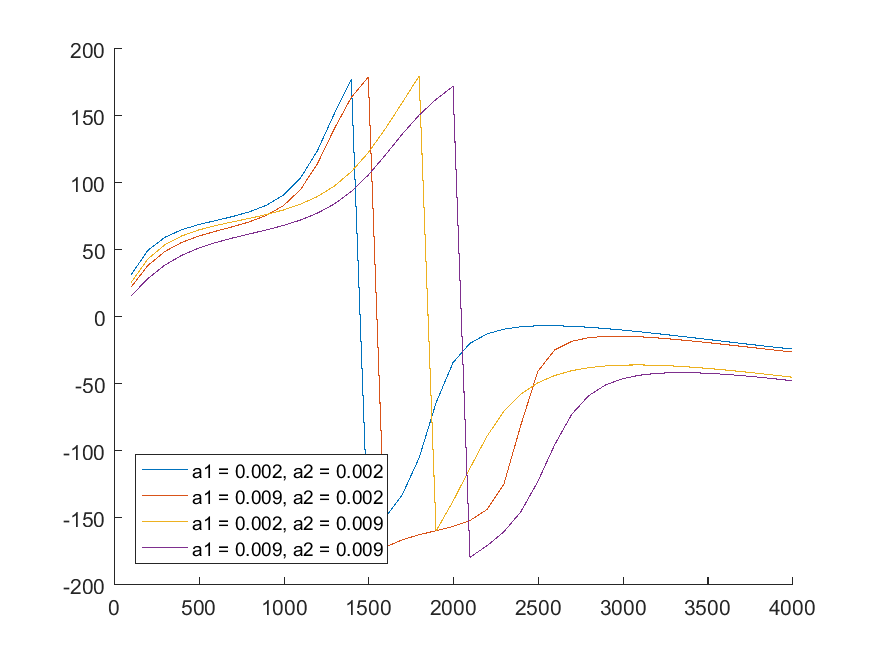 200
150
100
50
0
-50
-100
-150
-200
a1 = 0.002, a2 = 0.002
a1 = 0.009, a2 = 0.002
a1 = 0.002, a2 = 0.009
a1 = 0.009, a2 = 0.009
0 500 1000 1500 2000 2500 3000 3500 4000